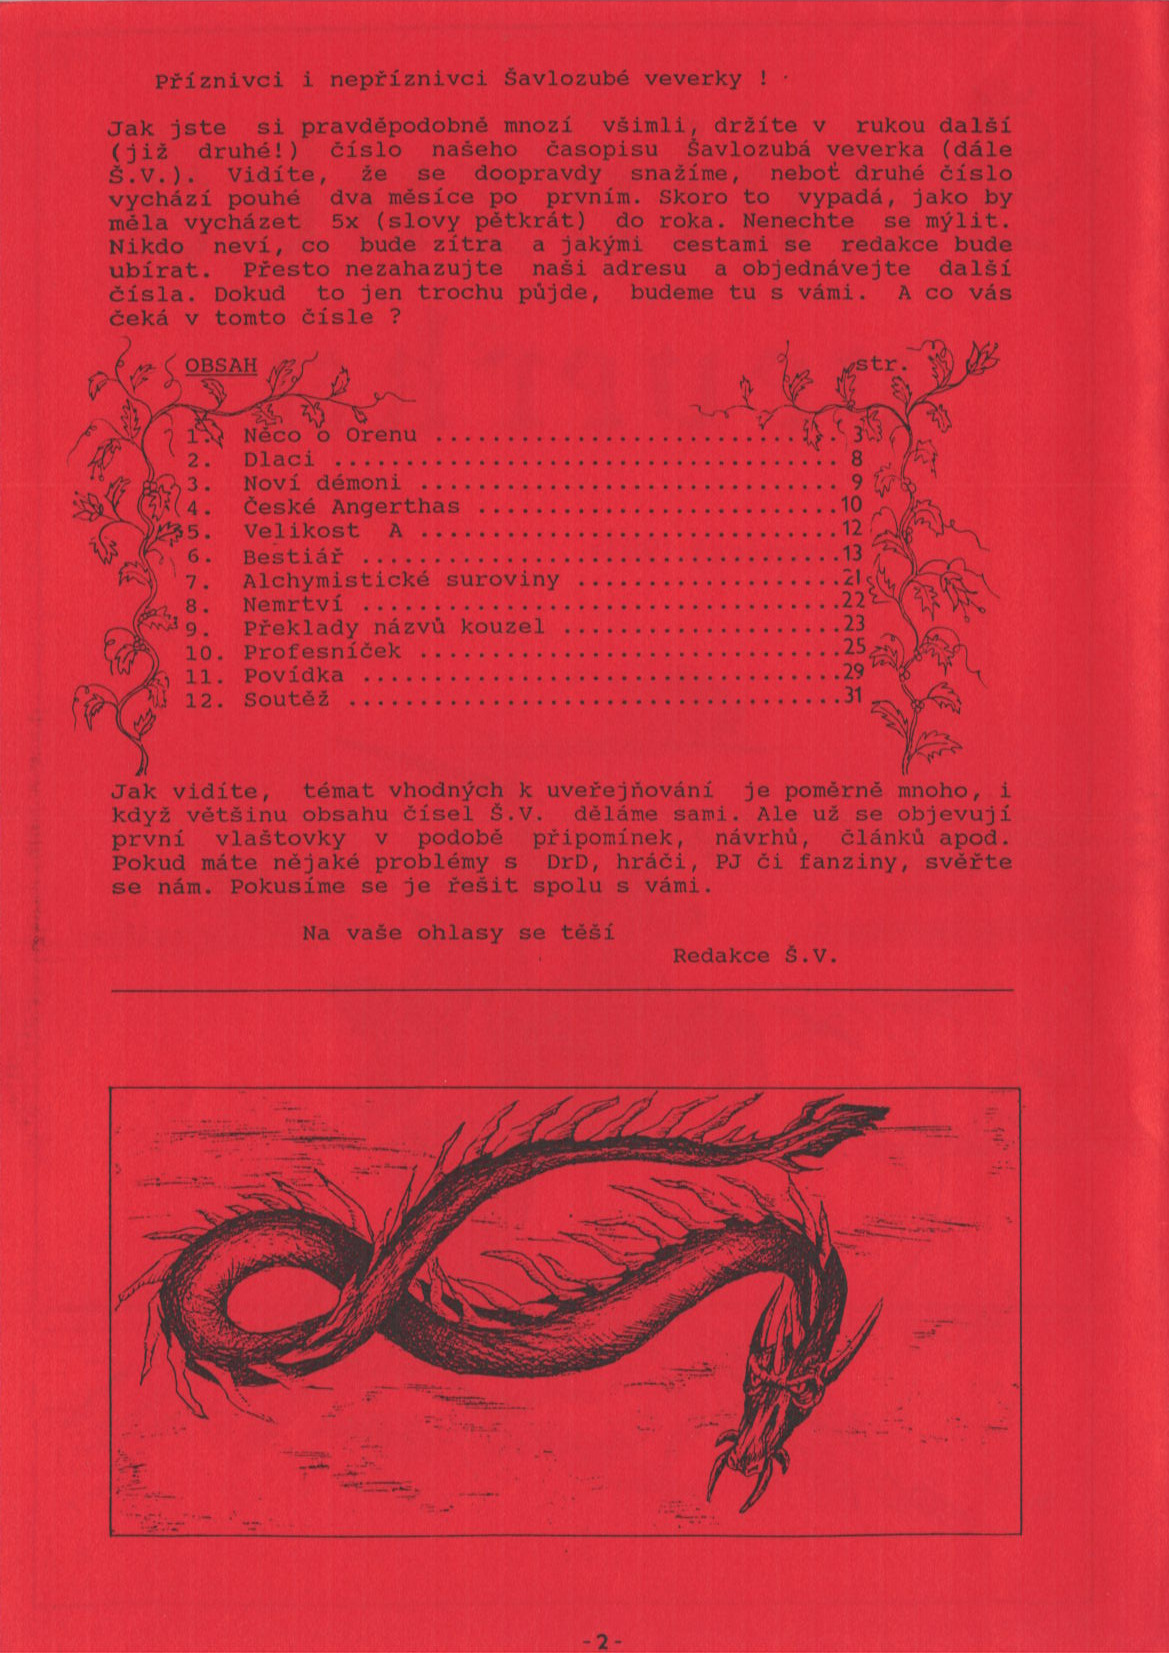 Příznivci i nepříznivci Šavlozubé veverky !
Jak jste si pravděpodobně mnozí všimli, držíte v rukou další
(již druhé!) číslo našeho časopisu Šavlozubá veverka (dále
Š.V.). Vidíte, že se doopravdy snažíme, neboť druhé číslo
vychází pouhé dva měsíce po prvním. Skoro to vypadá, jako by
měla vycházet 5x (slovy pětkrát) do roka. Nenechte se mýlit.
Nikdo neví, co bude zítra a jakými cestami se redakce bude
ubírat. Přesto nezahazujte naši adresu a objednávejte další
čísla. Dokud to jen trochu půjde, budeme tu s vámi. A co vás
čeká v tomto čísle ?
OBSAH str.
1. Něco o Orenu ............................ 3
2. Dlaci ................................... 8
3. Noví démoni ............................. 9
4. České Angerthas .........................10
5. Velikost A .............................12
6. Bestiář .................................13
7. Alchymistické suroviny ..................21
8. Nemrtví .................................22
9. Překlady názvů kouzel ...................23
10. Profesníček .............................25
11. Povídka .................................29
12. Soutěž ..................................31
Jak vidíte, témat vhodných k uveřejňování je poměrně mnoho, i
když většinu obsahu čísel Š.V. děláme sami. Ale už se objevují
první vlaštovky v podobě připomínek, návrhů, článků apod.
Pokud máte nějaké problémy s DrD, hráči, PJ či fanziny, svěřte
se nám. Pokusíme se je řešit spolu s vámi.
Na vaše ohlasy se těší
Redakce Š.V.
-2-